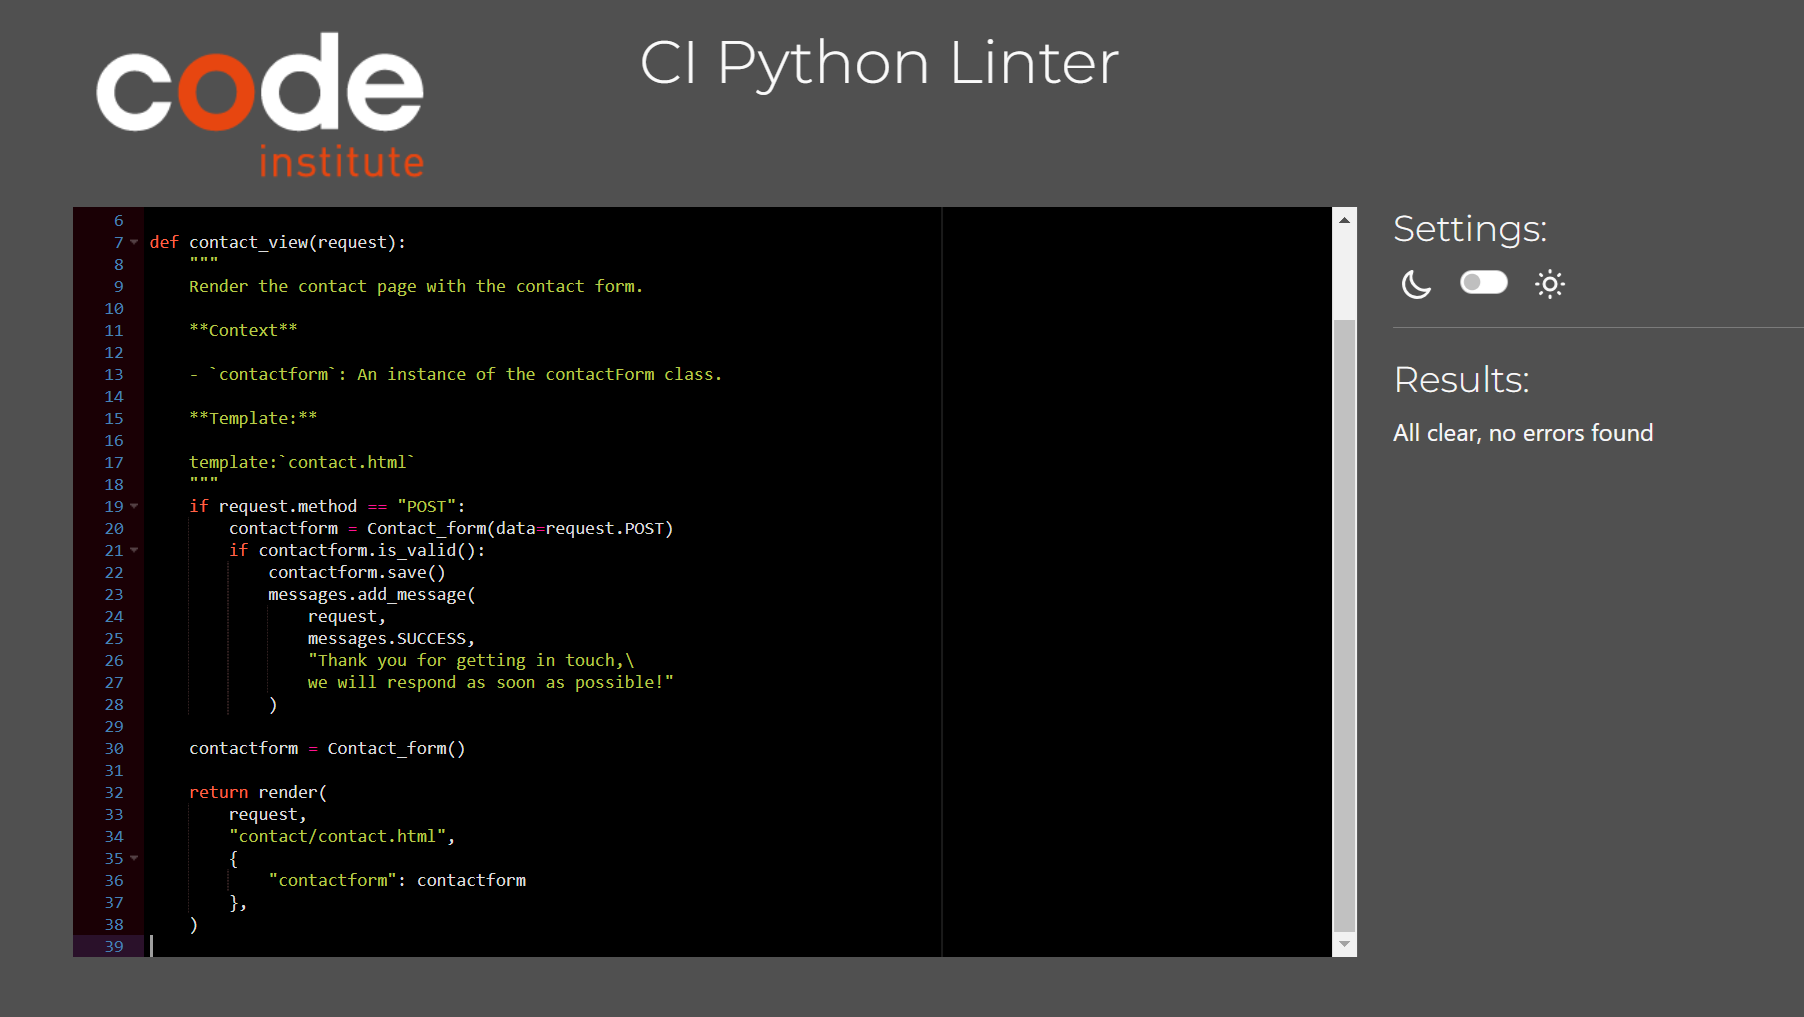 code
institute
CI Python Linter
6
7 def contact_view(request):
8     """
9     Render the contact page with the contact form.
10
11     **Context**
12
13     - `contactform`: An instance of the contactForm class.
14
15     **Template:**
16
17     template:`contact.html`
18     """
19     if request.method == "POST":
20         contactform = Contact_form(data=request.POST)
21         if contactform.is_valid():
22             contactform.save()
23             messages.add_message(
24                 request,
25                 messages.SUCCESS,
26                 "Thank you for getting in touch,\
27                 we will respond as soon as possible!"
28             )
29
30     contactform = Contact_form()
31
32     return render(
33         request,
34         "contact/contact.html",
35         {
36             "contactform": contactform
37         },
38     )
39
Settings:
Results:
All clear, no errors found